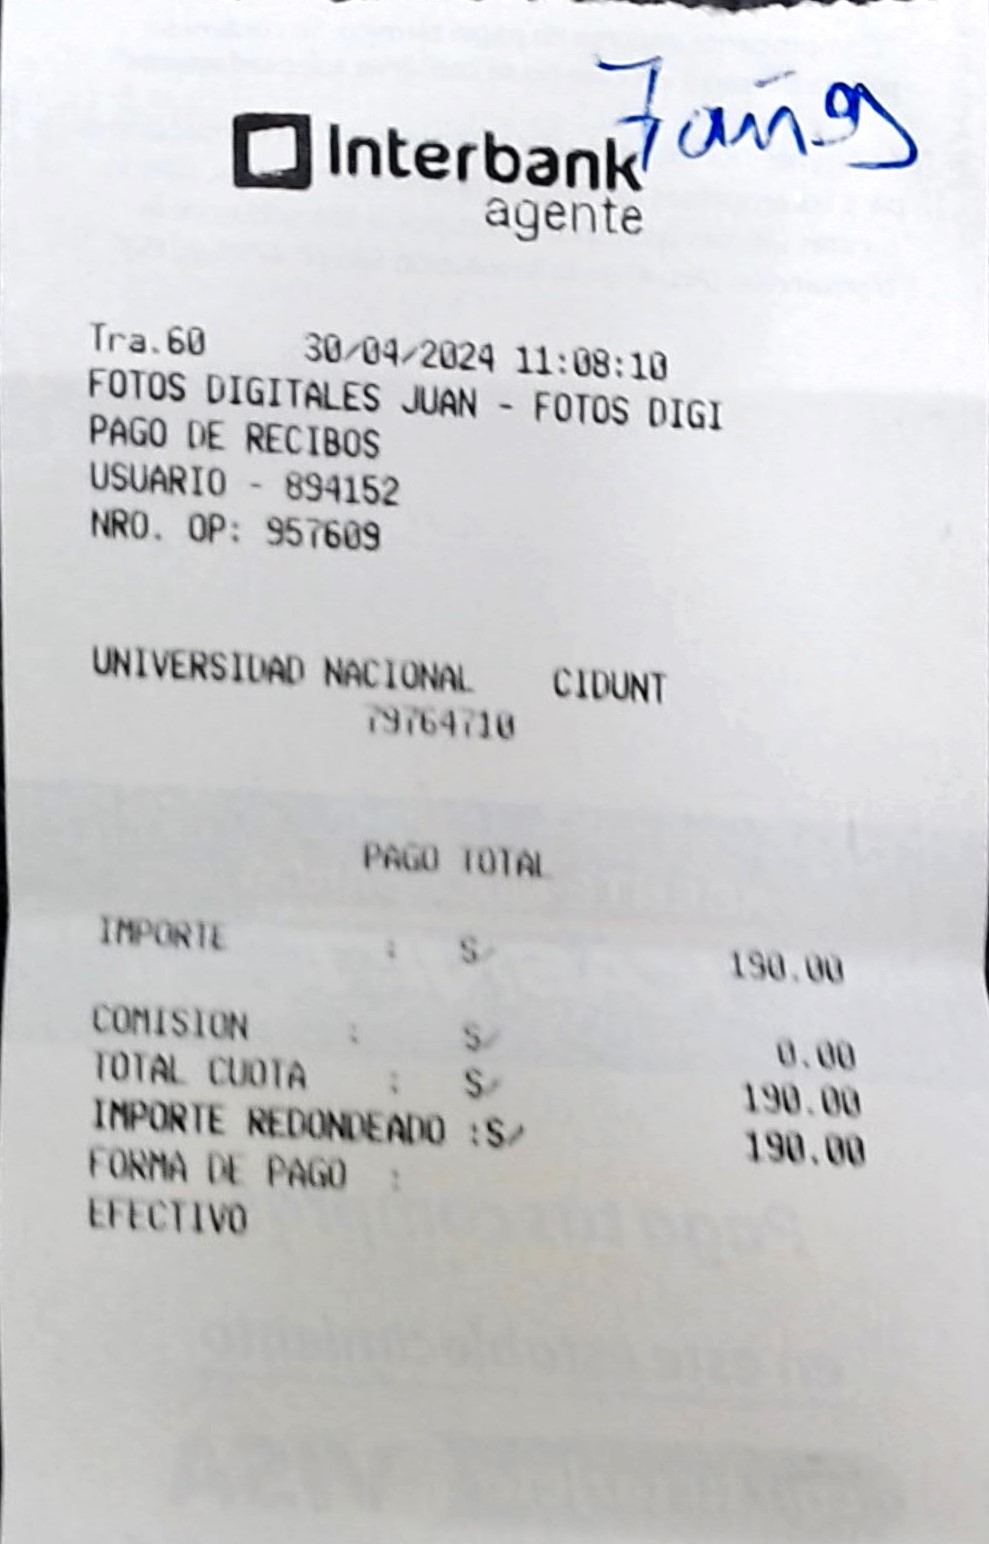 7 años
Interbank
agente
Tra.60 30/04/2024 11:08:10
FOTOS DIGITALES JUAN - FOTOS DIGI
PAGO DE RECIBOS
USUARIO - 894152
NRO. OP: 957609
UNIVERSIDAD NACIONAL CIDUNT
79764710
PAGO TOTAL
IMPORTE : S/ 190.00
COMISION : S/ 0.00
TOTAL CUOTA : S/ 190.00
IMPORTE REDONDEADO :S/ 190.00
FORMA DE PAGO :
EFECTIVO